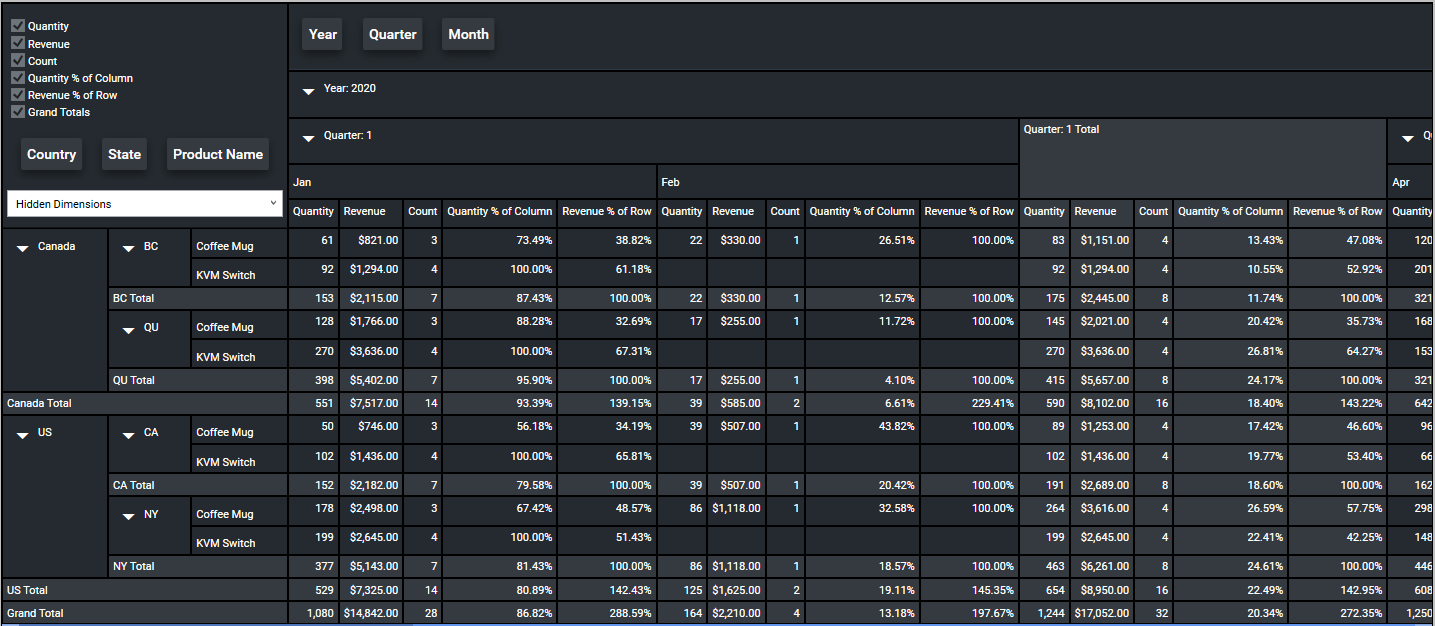 Quantity
Revenue
Count
Quantity % of Column
Revenue % of Row
Grand Totals
Country State Product Name
Hidden Dimensions
Year Quarter Month
Year: 2020
Quarter: 1 Quarter: 1 Total Q
Jan Feb Apr
Quantity Revenue Count Quantity % of Column Revenue % of Row Quantity Revenue Count Quantity % of Column Revenue % of Row Quantity Revenue Count Quantity % of Column Revenue % of Row Quantity
Canada BC Coffee Mug 61 $821.00 3 73.49% 38.82% 22 $330.00 1 26.51% 100.00% 83 $1,151.00 4 13.43% 47.08% 120
KVM Switch 92 $1,294.00 4 100.00% 61.18% 92 $1,294.00 4 10.55% 52.92% 201
BC Total 153 $2,115.00 7 87.43% 100.00% 22 $330.00 1 12.57% 100.00% 175 $2,445.00 8 11.74% 100.00% 321
QU Coffee Mug 128 $1,766.00 3 88.28% 32.69% 17 $255.00 1 11.72% 100.00% 145 $2,021.00 4 20.42% 35.73% 168
KVM Switch 270 $3,636.00 4 100.00% 67.31% 270 $3,636.00 4 26.81% 64.27% 153
QU Total 398 $5,402.00 7 95.90% 100.00% 17 $255.00 1 4.10% 100.00% 415 $5,657.00 8 24.17% 100.00% 321
Canada Total 551 $7,517.00 14 93.39% 139.15% 39 $585.00 2 6.61% 229.41% 590 $8,102.00 16 18.40% 143.22% 642
US CA Coffee Mug 50 $746.00 3 56.18% 34.19% 39 $507.00 1 43.82% 100.00% 89 $1,253.00 4 17.42% 46.60% 96
KVM Switch 102 $1,436.00 4 100.00% 65.81% 102 $1,436.00 4 19.77% 53.40% 66
CA Total 152 $2,182.00 7 79.58% 100.00% 39 $507.00 1 20.42% 100.00% 191 $2,689.00 8 18.60% 100.00% 162
NY Coffee Mug 178 $2,498.00 3 67.42% 48.57% 86 $1,118.00 1 32.58% 100.00% 264 $3,616.00 4 26.59% 57.75% 298
KVM Switch 199 $2,645.00 4 100.00% 51.43% 199 $2,645.00 4 22.41% 42.25% 148
NY Total 377 $5,143.00 7 81.43% 100.00% 86 $1,118.00 1 18.57% 100.00% 463 $6,261.00 8 24.61% 100.00% 446
US Total 529 $7,325.00 14 80.89% 142.43% 125 $1,625.00 2 19.11% 145.35% 654 $8,950.00 16 22.49% 142.95% 608
Grand Total 1,080 $14,842.00 28 86.82% 288.59% 164 $2,210.00 4 13.18% 197.67% 1,244 $17,052.00 32 20.34% 272.35% 1,250